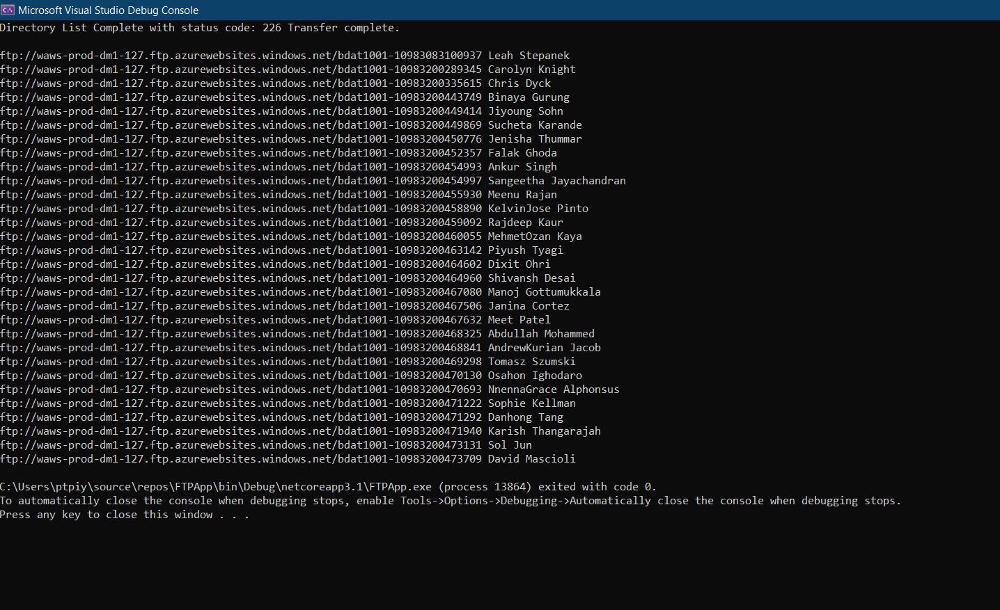 Microsoft Visual Studio Debug Console
Directory List Complete with status code: 226 Transfer complete.
ftp://waws-prod-dm1-127.ftp.azurewebsites.windows.net/bdat1001-10983083100937 Leah Stepanek
ftp://waws-prod-dm1-127.ftp.azurewebsites.windows.net/bdat1001-10983200289345 Carolyn Knight
ftp://waws-prod-dm1-127.ftp.azurewebsites.windows.net/bdat1001-10983200335615 Chris Dyck
ftp://waws-prod-dm1-127.ftp.azurewebsites.windows.net/bdat1001-10983200443749 Binaya Gurung
ftp://waws-prod-dm1-127.ftp.azurewebsites.windows.net/bdat1001-10983200449414 Jiyoung Sohn
ftp://waws-prod-dm1-127.ftp.azurewebsites.windows.net/bdat1001-10983200449869 Sucheta Karande
ftp://waws-prod-dm1-127.ftp.azurewebsites.windows.net/bdat1001-10983200450776 Jenisha Thummar
ftp://waws-prod-dm1-127.ftp.azurewebsites.windows.net/bdat1001-10983200452357 Falak Ghoda
ftp://waws-prod-dm1-127.ftp.azurewebsites.windows.net/bdat1001-10983200454993 Ankur Singh
ftp://waws-prod-dm1-127.ftp.azurewebsites.windows.net/bdat1001-10983200454997 Sangeetha Jayachandran
ftp://waws-prod-dm1-127.ftp.azurewebsites.windows.net/bdat1001-10983200455930 Meenu Rajan
ftp://waws-prod-dm1-127.ftp.azurewebsites.windows.net/bdat1001-10983200458890 KelvinJose Pinto
ftp://waws-prod-dm1-127.ftp.azurewebsites.windows.net/bdat1001-10983200459092 Rajdeep Kaur
ftp://waws-prod-dm1-127.ftp.azurewebsites.windows.net/bdat1001-10983200460055 MehmetOzan Kaya
ftp://waws-prod-dm1-127.ftp.azurewebsites.windows.net/bdat1001-10983200463142 Piyush Tyagi
ftp://waws-prod-dm1-127.ftp.azurewebsites.windows.net/bdat1001-10983200464602 Dixit Ohri
ftp://waws-prod-dm1-127.ftp.azurewebsites.windows.net/bdat1001-10983200464960 Shivansh Desai
ftp://waws-prod-dm1-127.ftp.azurewebsites.windows.net/bdat1001-10983200467080 Manoj Gottumukkala
ftp://waws-prod-dm1-127.ftp.azurewebsites.windows.net/bdat1001-10983200467506 Janina Cortez
ftp://waws-prod-dm1-127.ftp.azurewebsites.windows.net/bdat1001-10983200467632 Meet Patel
ftp://waws-prod-dm1-127.ftp.azurewebsites.windows.net/bdat1001-10983200468325 Abdullah Mohammed
ftp://waws-prod-dm1-127.ftp.azurewebsites.windows.net/bdat1001-10983200468841 AndrewKurian Jacob
ftp://waws-prod-dm1-127.ftp.azurewebsites.windows.net/bdat1001-10983200469298 Tomasz Szumski
ftp://waws-prod-dm1-127.ftp.azurewebsites.windows.net/bdat1001-10983200470130 Osahon Ighodaro
ftp://waws-prod-dm1-127.ftp.azurewebsites.windows.net/bdat1001-10983200470693 NnennaGrace Alphonsus
ftp://waws-prod-dm1-127.ftp.azurewebsites.windows.net/bdat1001-10983200471222 Sophie Kellman
ftp://waws-prod-dm1-127.ftp.azurewebsites.windows.net/bdat1001-10983200471292 Danhong Tang
ftp://waws-prod-dm1-127.ftp.azurewebsites.windows.net/bdat1001-10983200471940 Karish Thangarajah
ftp://waws-prod-dm1-127.ftp.azurewebsites.windows.net/bdat1001-10983200473131 Sol Jun
ftp://waws-prod-dm1-127.ftp.azurewebsites.windows.net/bdat1001-10983200473709 David Mascioli
C:\Users\ptpiy\source\repos\FTPApp\bin\Debug\netcoreapp3.1\FTPApp.exe (process 13864) exited with code 0.
To automatically close the console when debugging stops, enable Tools->Options->Debugging->Automatically close the console when debugging stops.
Press any key to close this window . . .